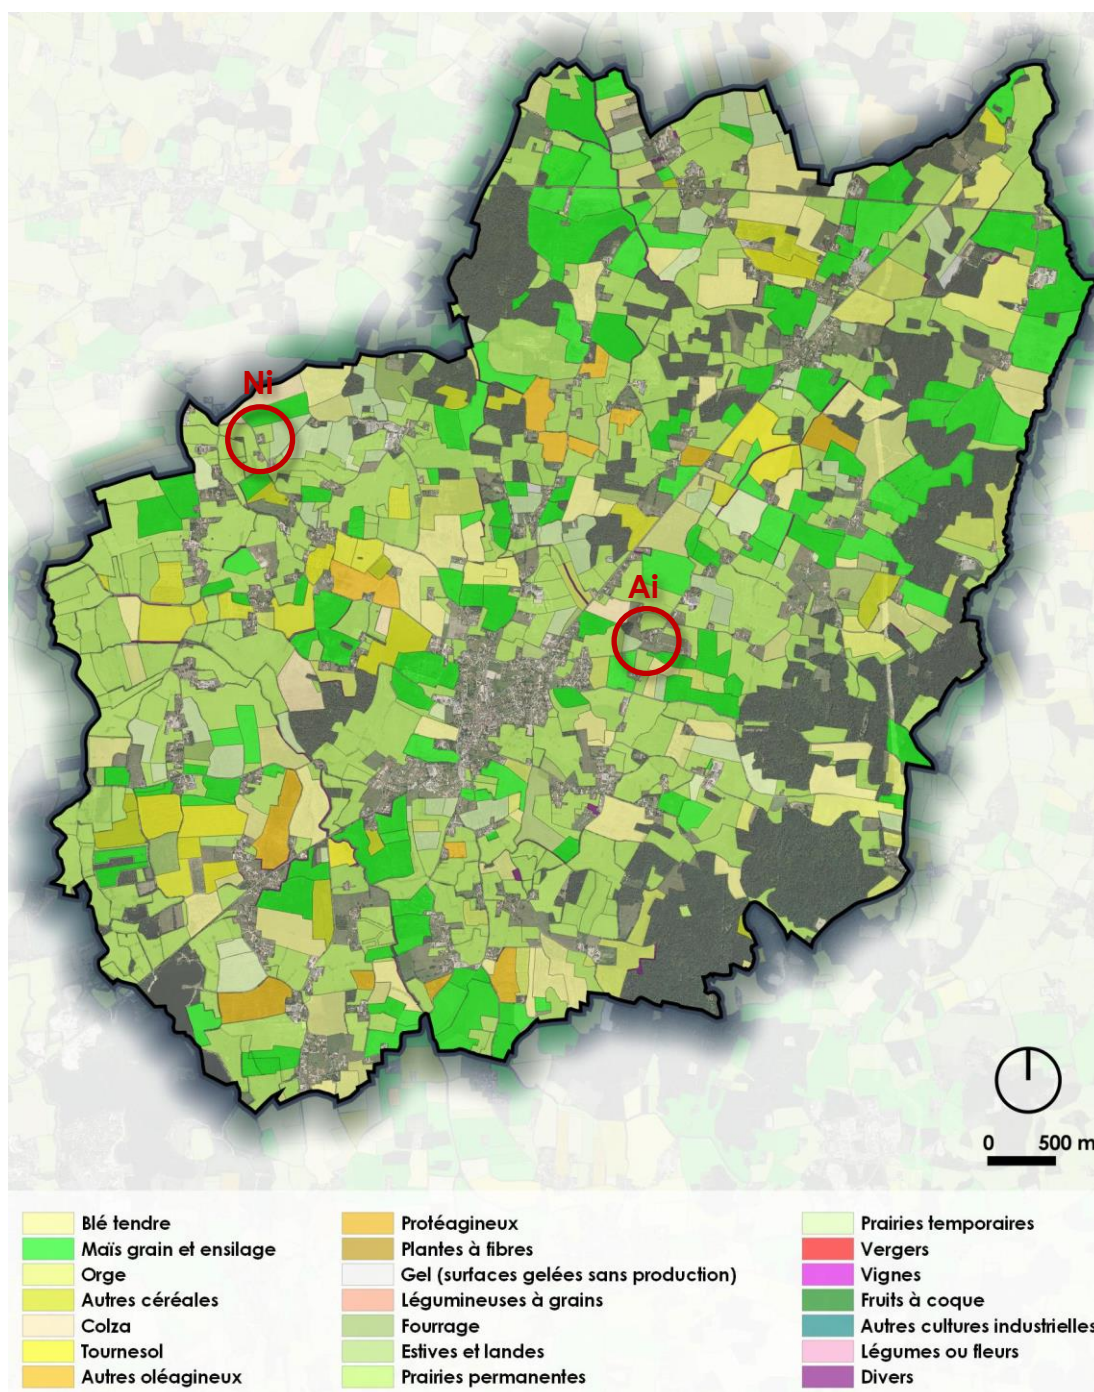 Ni
Ai
0 500 m
Blé tendre
Maïs grain et ensilage
Orge
Autres céréales
Colza
Tournesol
Autres oléagineux
Protéagineux
Plantes à fibres
Gel (surfaces gelées sans production)
Légumineuses à grains
Fourrage
Estives et landes
Prairies permanentes
Prairies temporaires
Vergers
Vignes
Fruits à coque
Autres cultures industrielles
Légumes ou fleurs
Divers